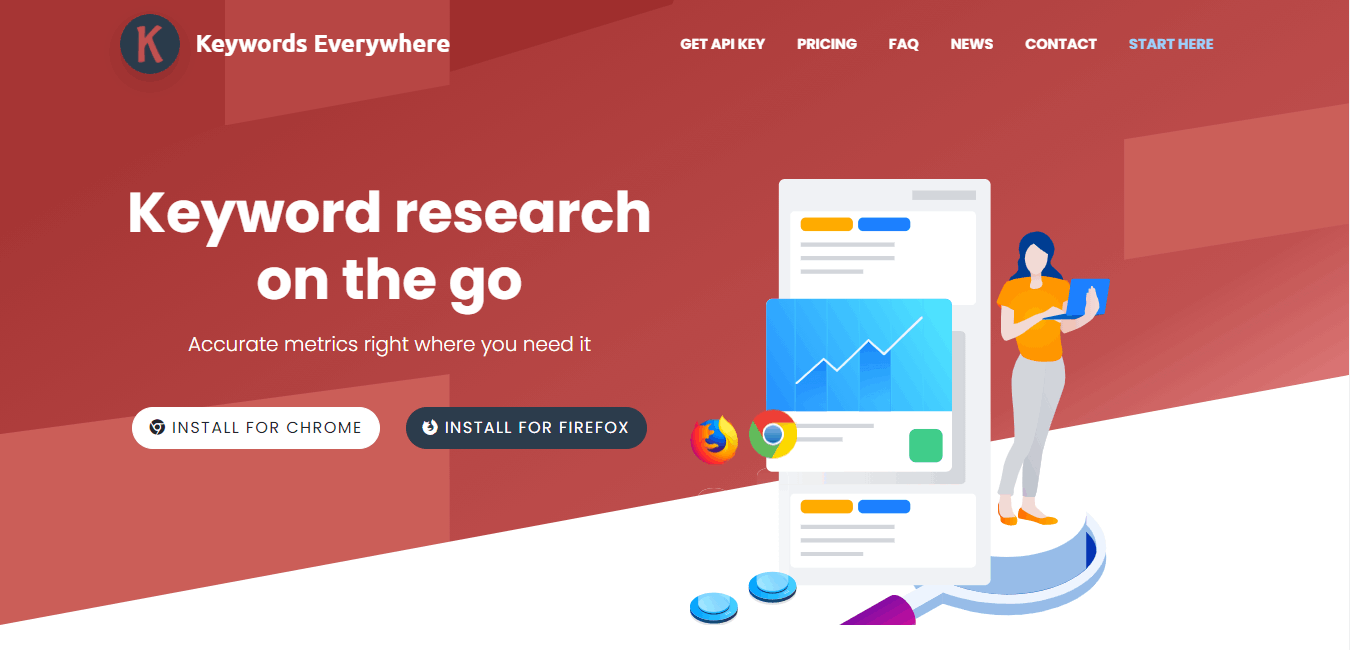 K Keywords Everywhere
GET API KEY PRICING FAQ NEWS CONTACT START HERE
Keyword research
on the go
Accurate metrics right where you need it
INSTALL FOR CHROME INSTALL FOR FIREFOX